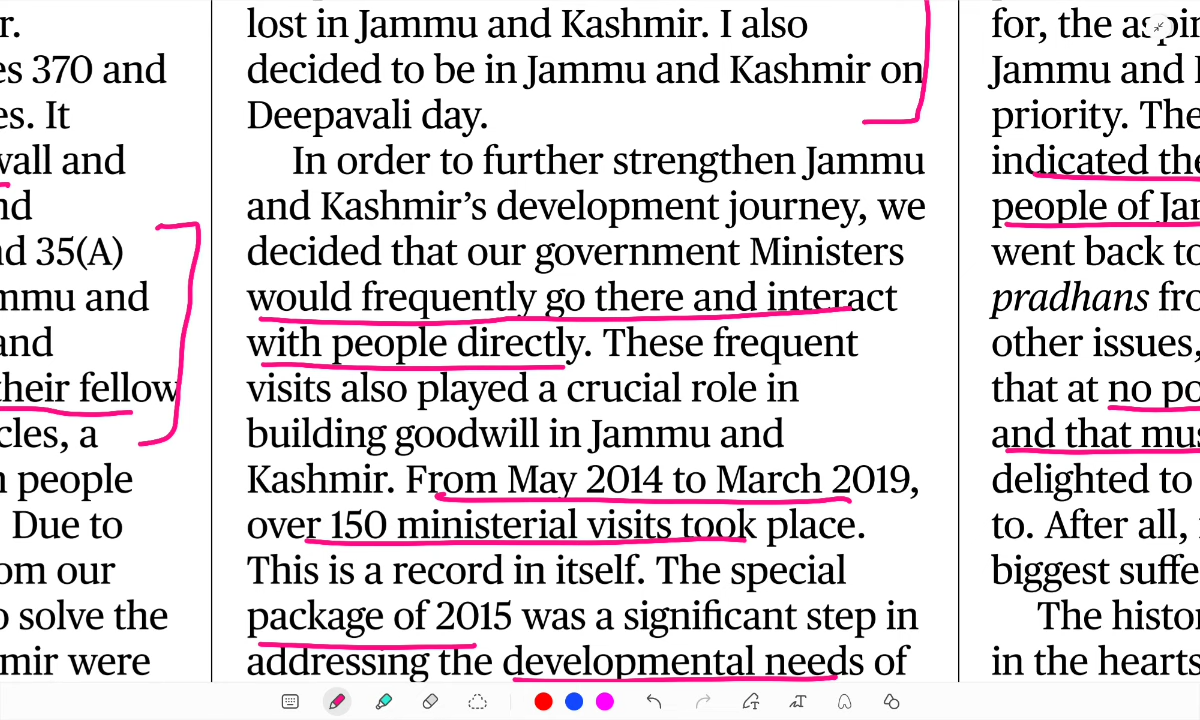 r.
es 370 and
es. It
wall and
nd
nd 35(A)
mmu and
and
their fellow
cles, a
n people
Due to
om our
o solve the
mir were
lost in Jammu and Kashmir. I also
decided to be in Jammu and Kashmir on
Deepavali day.
In order to further strengthen Jammu
and Kashmir’s development journey, we
decided that our government Ministers
would frequently go there and interact
with people directly. These frequent
visits also played a crucial role in
building goodwill in Jammu and
Kashmir. From May 2014 to March 2019,
over 150 ministerial visits took place.
This is a record in itself. The special
package of 2015 was a significant step in
addressing the developmental needs of
for, the aspir
Jammu and
priority. The
indicated the
people of Jam
went back to
pradhans fro
other issues,
that at no po
and that mus
delighted to
to. After all,
biggest suffe
The histor
in the hearts